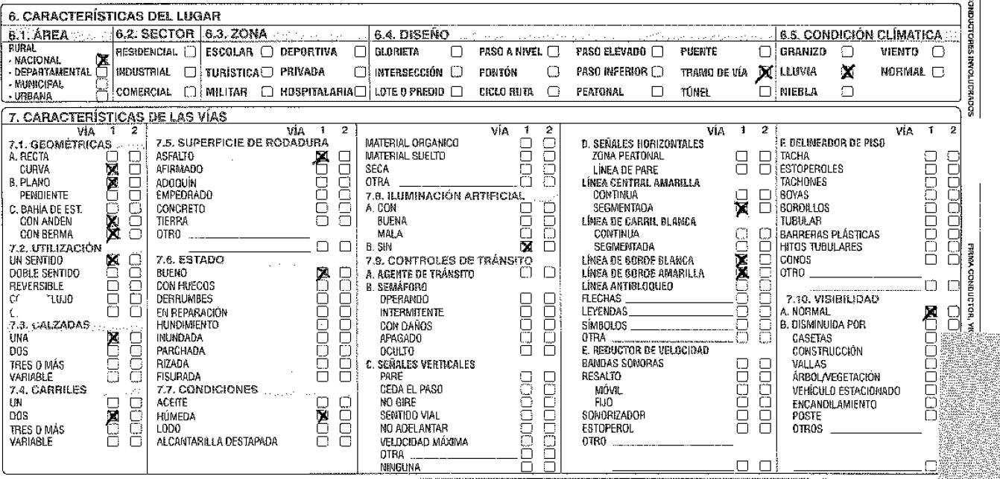 6. CARACTERÍSTICAS DEL LUGAR
6.1. ÁREA
RURAL
- NACIONAL
- DEPARTAMENTAL
- MUNICIPAL
- URBANA
6.2. SECTOR
RESIDENCIAL
INDUSTRIAL
COMERCIAL
6.3. ZONA
ESCOLAR DEPORTIVA
TURÍSTICA PRIVADA
MILITAR HOSPITALARIA
6.4. DISEÑO
GLORIETA PASO A NIVEL PASO ELEVADO PUENTE
INTERSECCIÓN PONTÓN PASO INFERIOR TRAMO DE VÍA
LOTE O PREDIO CICLO RUTA PEATONAL TÚNEL
6.5. CONDICIÓN CLÍMATICA
GRANIZO VIENTO
LLUVIA NORMAL
NIEBLA
7. CARACTERÍSTICAS DE LAS VÍAS
VÍA 1 2
7.1. GEOMÉTRICAS
A. RECTA
CURVA
B. PLANO
PENDIENTE
C. BAHÍA DE EST.
CON ANDEN
CON BERMA
7.2. UTILIZACIÓN
UN SENTIDO
DOBLE SENTIDO
REVERSIBLE
7.3. CALZADAS
UNA
DOS
TRES O MÁS
VARIABLE
7.4. CARRILES
UN
DOS
TRES O MÁS
VARIABLE
VÍA 1 2
7.5. SUPERFICIE DE RODADURA
ASFALTO
AFIRMADO
ADOQUÍN
EMPEDRADO
CONCRETO
TIERRA
OTRO
7.6. ESTADO
BUENO
CON HUECOS
DERRUMBES
EN REPARACIÓN
HUNDIMIENTO
INUNDADA
PARCHADA
RIZADA
FISURADA
7.7. CONDICIONES
ACEITE
HÚMEDA
LODO
ALCANTARILLA DESTAPADA
VÍA 1 2
MATERIAL ORGANICO
MATERIAL SUELTO
SECA
OTRA
7.8. ILUMINACIÓN ARTIFICIAL
A. CON
BUENA
MALA
B. SIN
7.9. CONTROLES DE TRÁNSITO
A. AGENTE DE TRÁNSITO
B. SEMÁFORO
OPERANDO
INTERMITENTE
CON DAÑOS
APAGADO
OCULTO
C. SEÑALES VERTICALES
PARE
CEDA EL PASO
NO GIRE
SENTIDO VIAL
NO ADELANTAR
VELOCIDAD MÁXIMA
OTRA
NINGUNA
VÍA 1 2
D. SEÑALES HORIZONTALES
ZONA PEATONAL
LÍNEA DE PARE
LÍNEA CENTRAL AMARILLA
CONTINUA
SEGMENTADA
LÍNEA DE CARRIL BLANCA
CONTINUA
SEGMENTADA
LÍNEA DE BORDE BLANCA
LÍNEA DE BORDE AMARILLA
LÍNEA ANTIBLOQUEO
FLECHAS
LEYENDAS
SÍMBOLOS
OTRA
E. REDUCTOR DE VELOCIDAD
BANDAS SONORAS
RESALTO
MÓVIL
FIJO
SONORIZADOR
ESTOPEROL
OTRO
VÍA 1 2
F. DELINEADOR DE PISO
TACHA
ESTOPEROLES
TACHONES
BOYAS
BORDILLOS
TUBULAR
BARRERAS PLÁSTICAS
HITOS TUBULARES
CONOS
OTRO
7.10. VISIBILIDAD
A. NORMAL
B. DISMINUIDA POR
CASETAS
CONSTRUCCIÓN
VALLAS
ÁRBOL/VEGETACIÓN
VEHÍCULO ESTACIONADO
ENCANDILAMIENTO
POSTE
OTROS
CONDUCTORES INVOLUCRADOS
FIRMA CONDUCTOR,